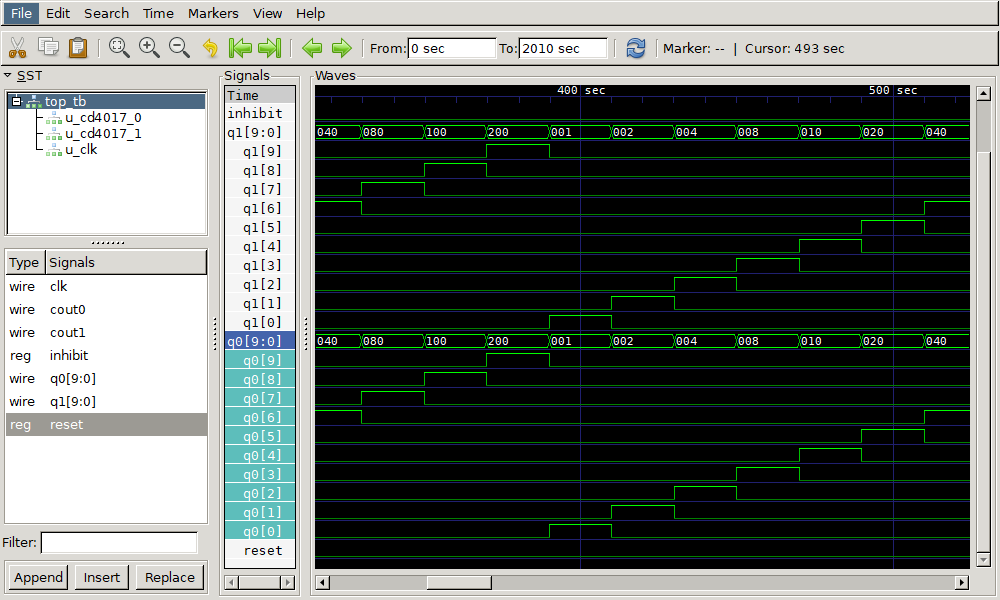 File Edit Search Time Markers View Help
From: 0 sec To: 2010 sec Marker: -- | Cursor: 493 sec
SST
top_tb
u_cd4017_0
u_cd4017_1
u_clk
Type Signals
wire clk
wire cout0
wire cout1
reg inhibit
wire q0[9:0]
wire q1[9:0]
reg reset
Filter:
Append Insert Replace
Signals
Time
inhibit
q1[9:0]
q1[9]
q1[8]
q1[7]
q1[6]
q1[5]
q1[4]
q1[3]
q1[2]
q1[1]
q1[0]
q0[9:0]
q0[9]
q0[8]
q0[7]
q0[6]
q0[5]
q0[4]
q0[3]
q0[2]
q0[1]
q0[0]
reset
Waves
400 sec 500 sec
040 080 100 200 001 002 004 008 010 020 040
040 080 100 200 001 002 004 008 010 020 040